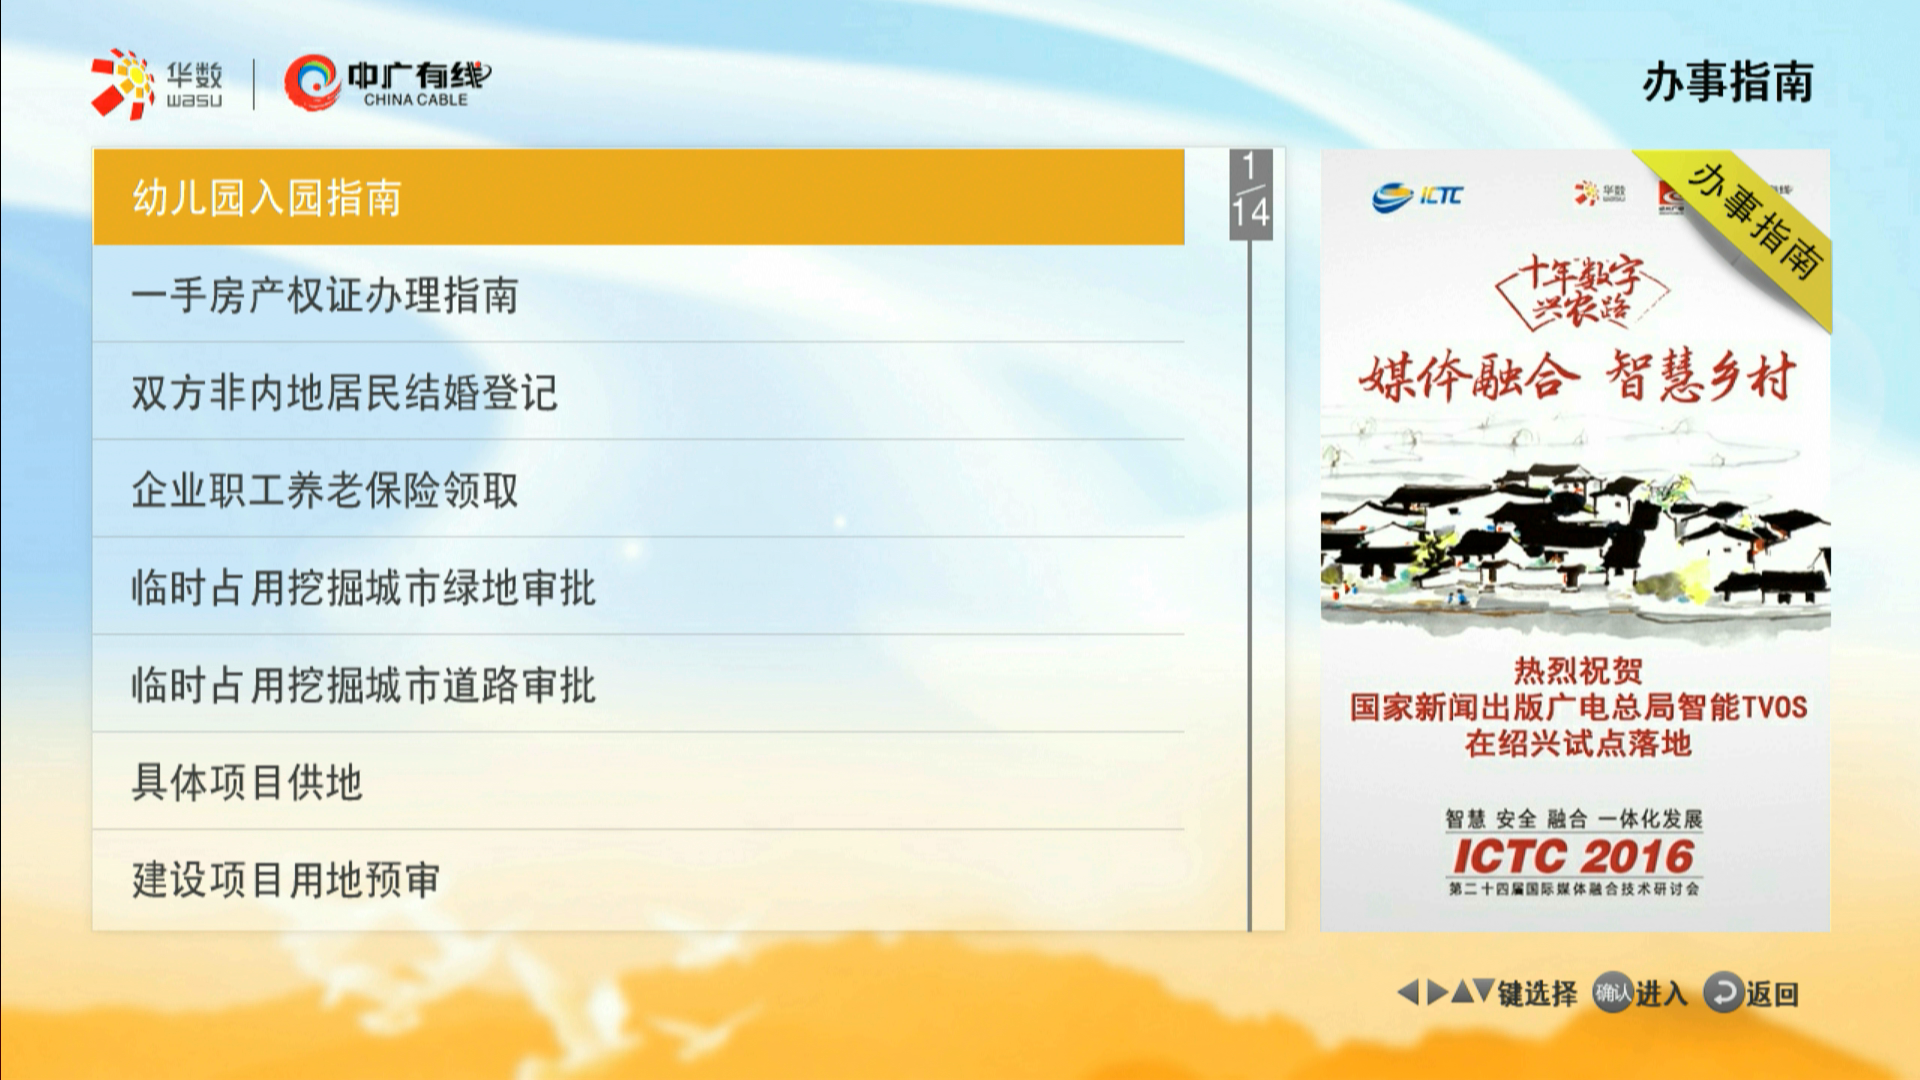 华数
wasu
中广有线
CHINA CABLE
办事指南
幼儿园入园指南
一手房产权证办理指南
双方非内地居民结婚登记
企业职工养老保险领取
临时占用挖掘城市绿地审批
临时占用挖掘城市道路审批
具体项目供地
建设项目用地预审
1
14
ICTC
华数
wasu
办事指南
十年数字
兴农路
媒体融合 智慧乡村
热烈祝贺
国家新闻出版广电总局智能TVOS
在绍兴试点落地
智慧 安全 融合 一体化发展
ICTC 2016
第二十四届国际媒体融合技术研讨会
键选择 确认进入 返回